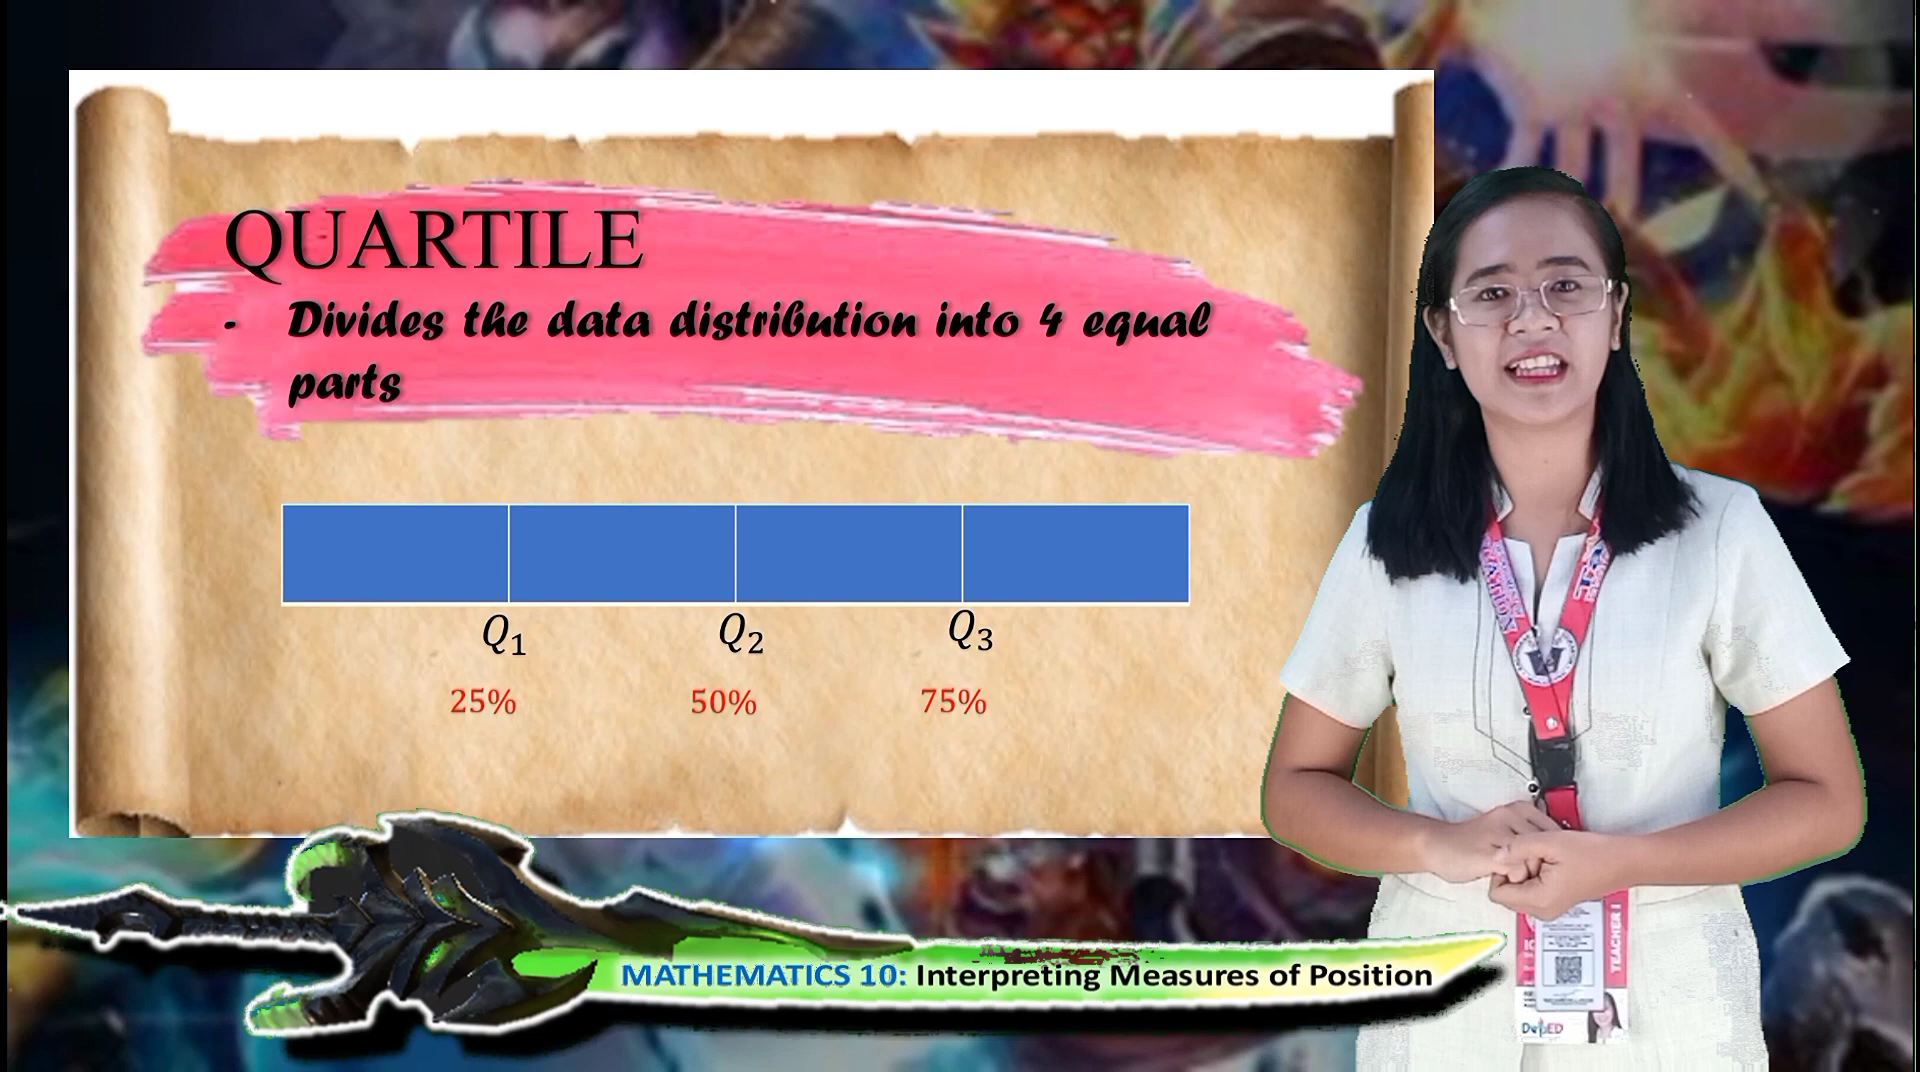 QUARTILE
- Divides the data distribution into 4 equal
parts
Q1 Q2 Q3
25% 50% 75%
MATHEMATICS 10: Interpreting Measures of Position
TEACHER I
DepED